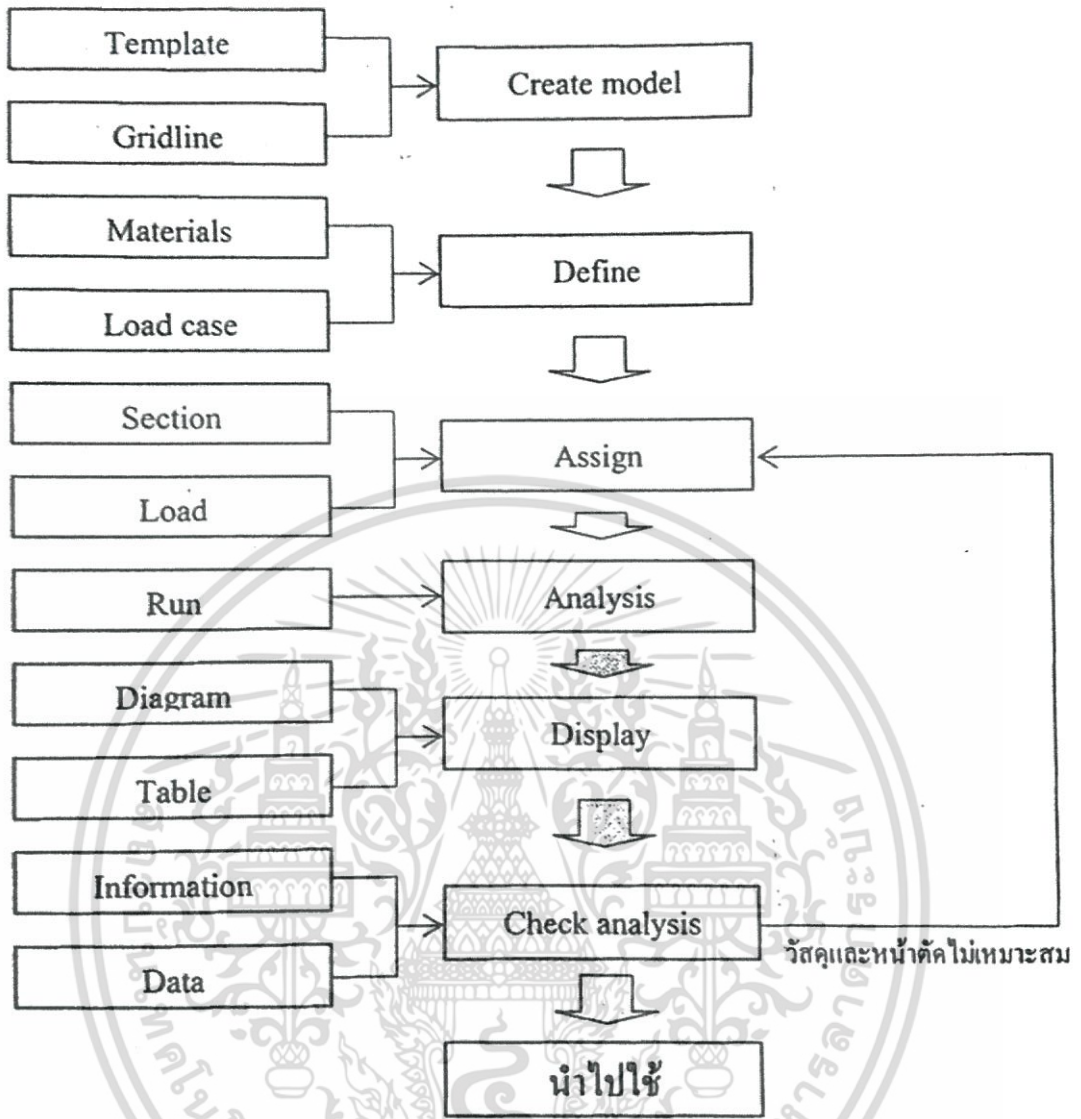 Template
Create model
Gridline
Materials
Define
Load case
Section
Assign
Load
Run
Analysis
Diagram
Display
Table
Information
Check analysis
วัสดุและหน้าตัดไม่เหมาะสม
Data
นำไปใช้